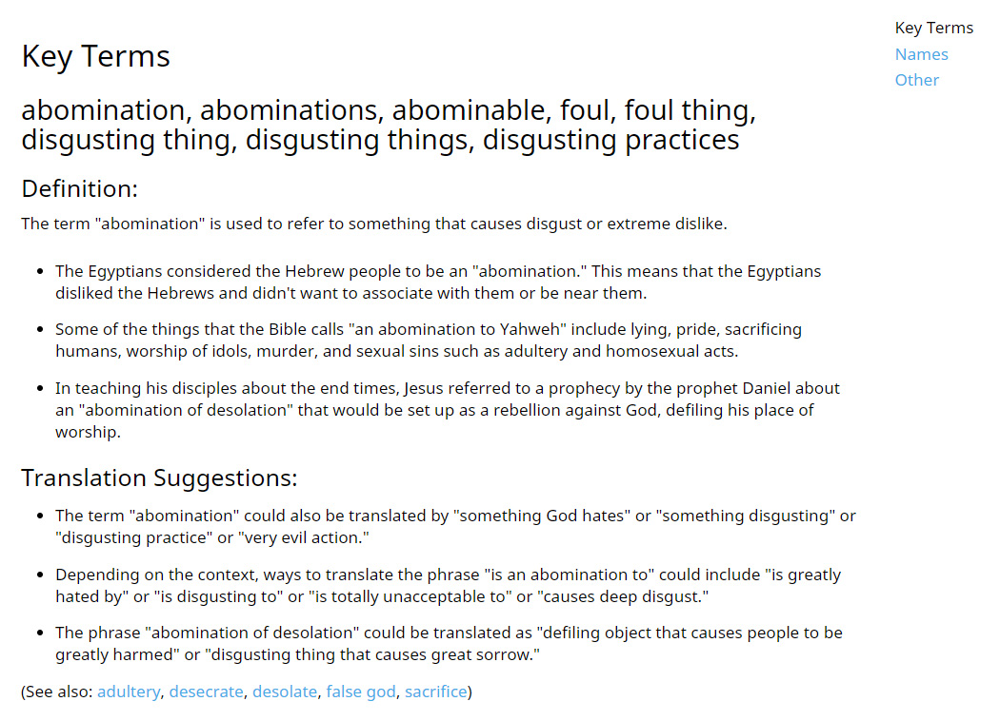 Key Terms
Names
Other
Key Terms
abomination, abominations, abominable, foul, foul thing,
disgusting thing, disgusting things, disgusting practices
Definition:
The term "abomination" is used to refer to something that causes disgust or extreme dislike.
• The Egyptians considered the Hebrew people to be an "abomination." This means that the Egyptians
disliked the Hebrews and didn't want to associate with them or be near them.
• Some of the things that the Bible calls "an abomination to Yahweh" include lying, pride, sacrificing
humans, worship of idols, murder, and sexual sins such as adultery and homosexual acts.
• In teaching his disciples about the end times, Jesus referred to a prophecy by the prophet Daniel about
an "abomination of desolation" that would be set up as a rebellion against God, defiling his place of
worship.
Translation Suggestions:
• The term "abomination" could also be translated by "something God hates" or "something disgusting" or
"disgusting practice" or "very evil action."
• Depending on the context, ways to translate the phrase "is an abomination to" could include "is greatly
hated by" or "is disgusting to" or "is totally unacceptable to" or "causes deep disgust."
• The phrase "abomination of desolation" could be translated as "defiling object that causes people to be
greatly harmed" or "disgusting thing that causes great sorrow."
(See also: adultery, desecrate, desolate, false god, sacrifice)